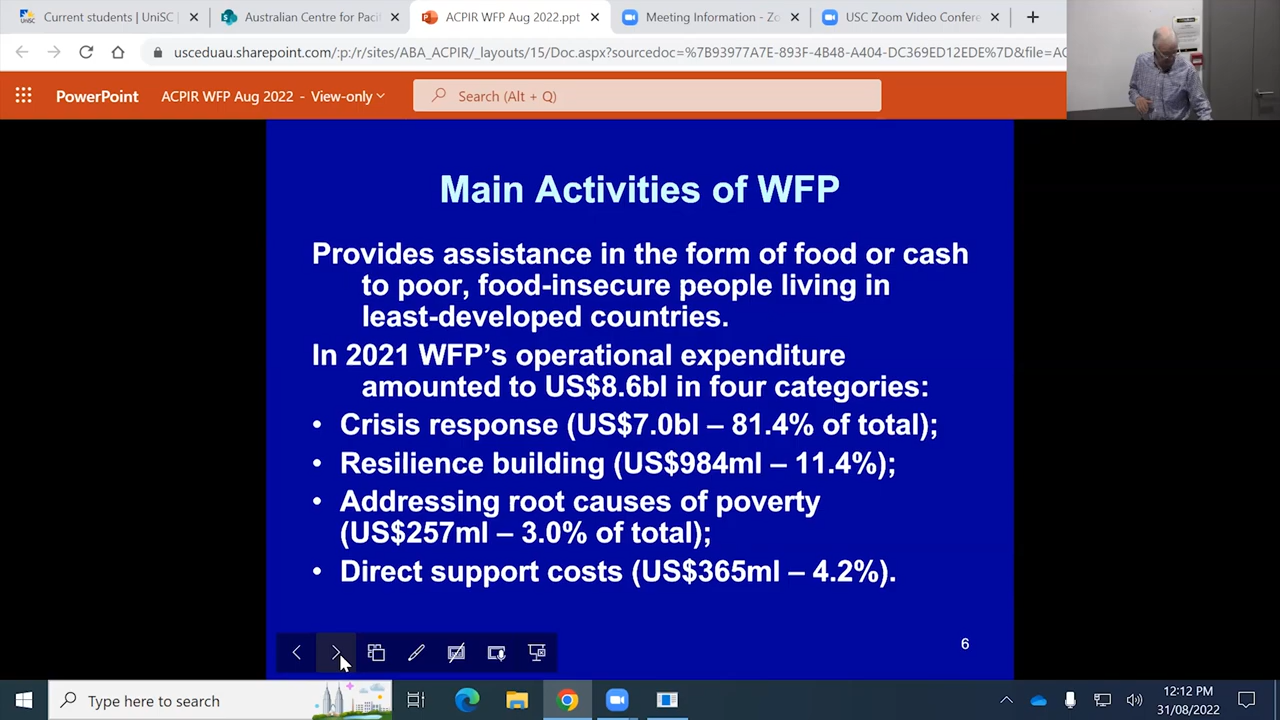 Current students | UniSC |
Australian Centre for Pacif
ACPIR WFP Aug 2022.ppt
Meeting Information - Zo
USC Zoom Video Confere
usceduau.sharepoint.com/:p:/r/sites/ABA_ACPIR/_layouts/15/Doc.aspx?sourcedoc=%7B93977A7E-893F-4B48-A404-DC369ED12EDE%7D&file=AC
PowerPoint
ACPIR WFP Aug 2022 - View-only
Search (Alt + Q)
Main Activities of WFP
Provides assistance in the form of food or cash
to poor, food-insecure people living in
least-developed countries.
In 2021 WFP's operational expenditure
amounted to US$8.6bl in four categories:
• Crisis response (US$7.0bl – 81.4% of total);
• Resilience building (US$984ml – 11.4%);
• Addressing root causes of poverty
(US$257ml – 3.0% of total);
• Direct support costs (US$365ml – 4.2%).
6
Type here to search
12:12 PM
31/08/2022